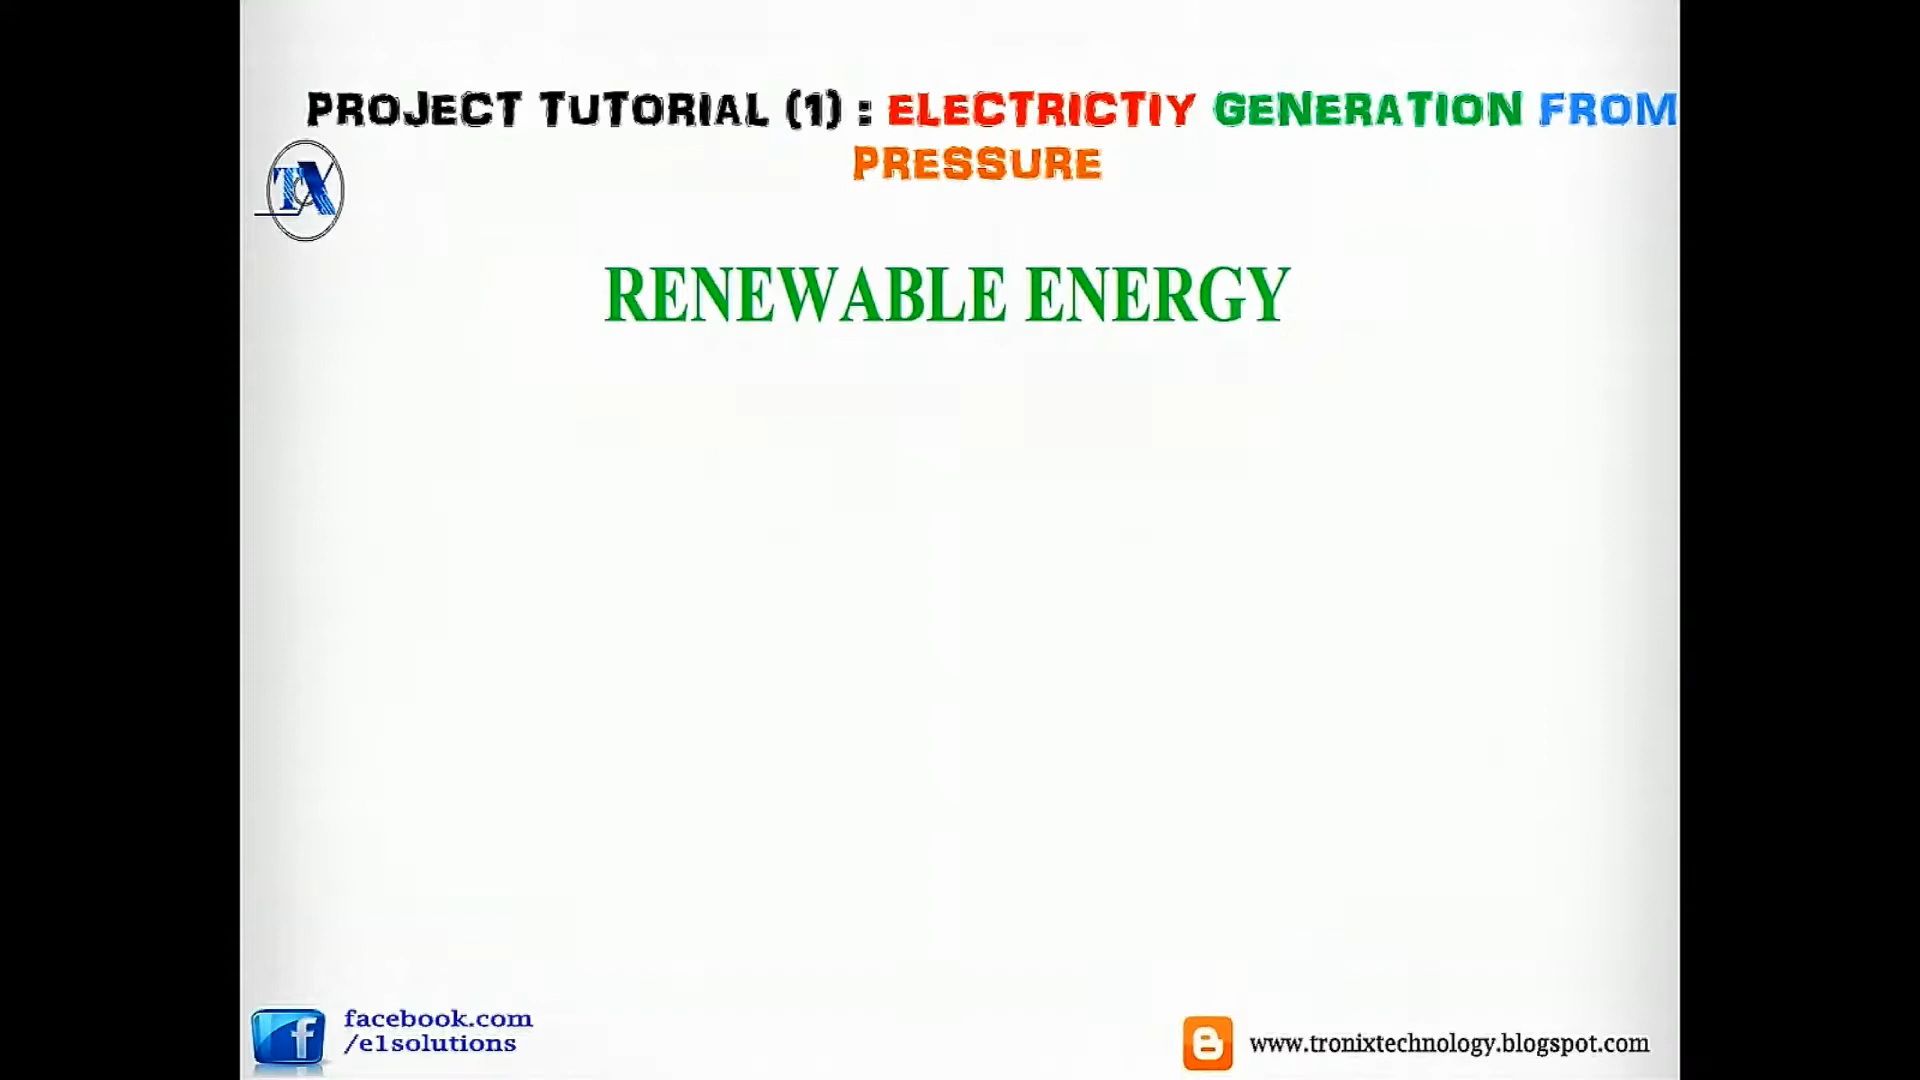 PROJECT TUTORIAL (1) : ELECTRICTIY GENERATION FROM
PRESSURE
TX
RENEWABLE ENERGY
facebook.com
/e1solutions
www.tronixtechnology.blogspot.com